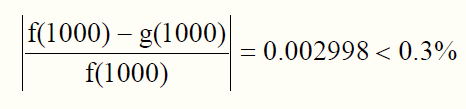 |f(1000) – g(1000) / f(1000)| = 0.002998 < 0.3%